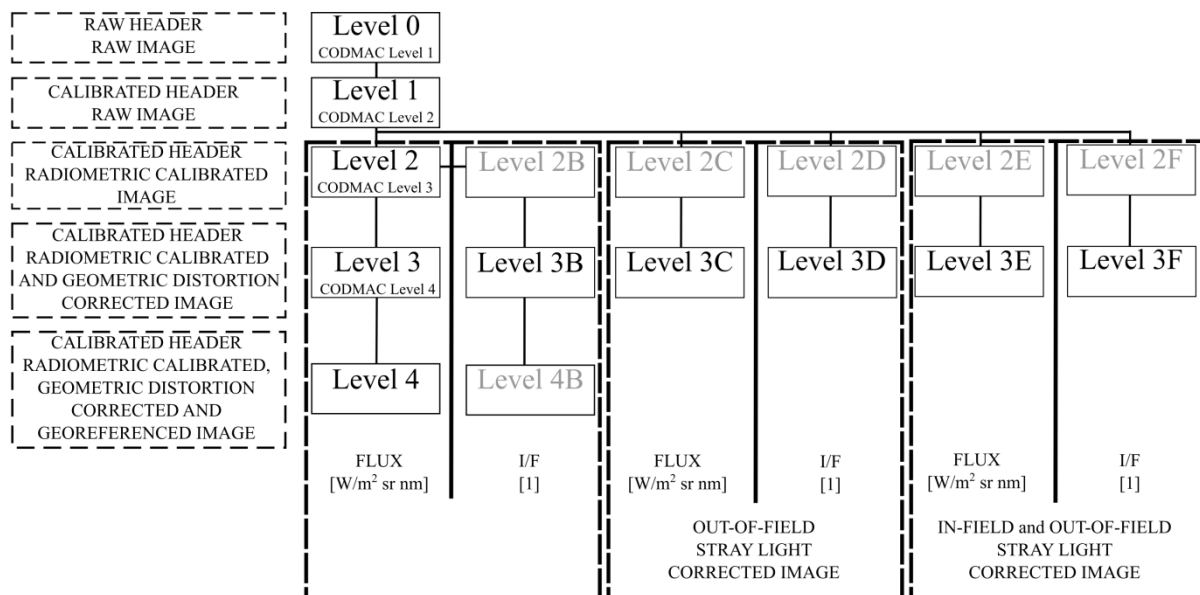 RAW HEADER
RAW IMAGE
Level 0
CODMAC Level 1
CALIBRATED HEADER
RAW IMAGE
Level 1
CODMAC Level 2
CALIBRATED HEADER
RADIOMETRIC CALIBRATED
IMAGE
Level 2
CODMAC Level 3
Level 2B
Level 2C
Level 2D
Level 2E
Level 2F
CALIBRATED HEADER
RADIOMETRIC CALIBRATED
AND GEOMETRIC DISTORTION
CORRECTED IMAGE
Level 3
CODMAC Level 4
Level 3B
Level 3C
Level 3D
Level 3E
Level 3F
CALIBRATED HEADER
RADIOMETRIC CALIBRATED,
GEOMETRIC DISTORTION
CORRECTED AND
GEOREFERENCED IMAGE
Level 4
Level 4B
FLUX
[W/m² sr nm]
I/F
[1]
FLUX
[W/m² sr nm]
I/F
[1]
FLUX
[W/m² sr nm]
I/F
[1]
OUT-OF-FIELD
STRAY LIGHT
CORRECTED IMAGE
IN-FIELD and OUT-OF-FIELD
STRAY LIGHT
CORRECTED IMAGE